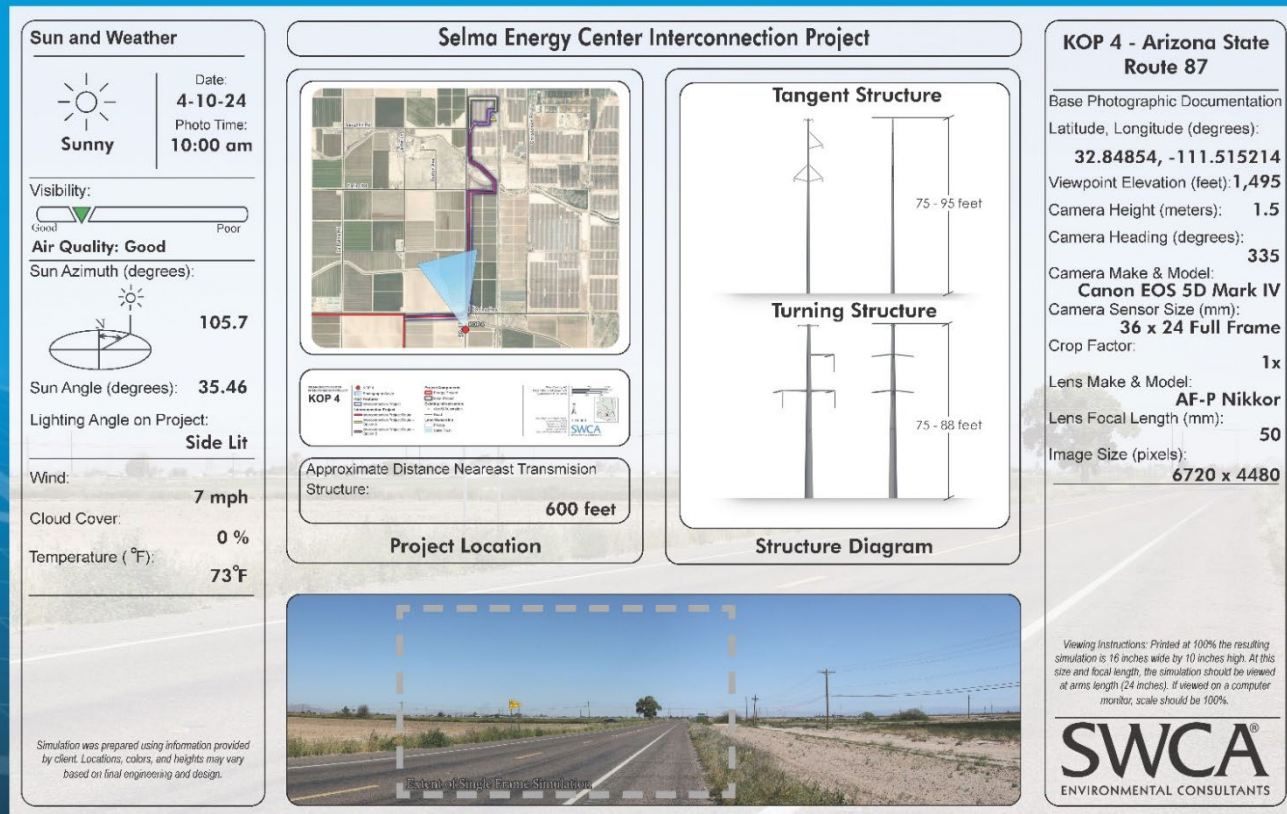 Sun and Weather
Sunny
Date:
4-10-24
Photo Time:
10:00 am
Visibility:
Good
Poor
Air Quality: Good
Sun Azimuth (degrees):
N
105.7
Sun Angle (degrees): 35.46
Lighting Angle on Project:
Side Lit
Wind:
7 mph
Cloud Cover:
0 %
Temperature (°F):
73°F
Simulation was prepared using information provided
by client. Locations, colors, and heights may vary
based on final engineering and design.
Selma Energy Center Interconnection Project
KOP 4
SWCA
Approximate Distance Neareast Transmision
Structure:
600 feet
Project Location
Tangent Structure
75 - 95 feet
Turning Structure
75 - 88 feet
Structure Diagram
Extent of Single Frame Simulation
KOP 4 - Arizona State
Route 87
Base Photographic Documentation
Latitude, Longitude (degrees):
32.84854, -111.515214
Viewpoint Elevation (feet): 1,495
Camera Height (meters): 1.5
Camera Heading (degrees):
335
Camera Make & Model:
Canon EOS 5D Mark IV
Camera Sensor Size (mm):
36 x 24 Full Frame
Crop Factor:
1x
Lens Make & Model:
AF-P Nikkor
Lens Focal Length (mm):
50
Image Size (pixels):
6720 x 4480
Viewing Instructions: Printed at 100% the resulting
simulation is 16 inches wide by 10 inches high. At this
size and focal length, the simulation should be viewed
at arms length (24 inches). If viewed on a computer
monitor, scale should be 100%.
SWCA®
ENVIRONMENTAL CONSULTANTS